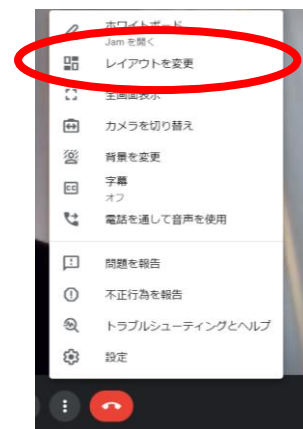 ホワイトボード
Jam を開く
レイアウトを変更
全画面表示
カメラを切り替え
背景を変更
字幕
オフ
電話を通して音声を使用
問題を報告
不正行為を報告
トラブルシューティングとヘルプ
設定